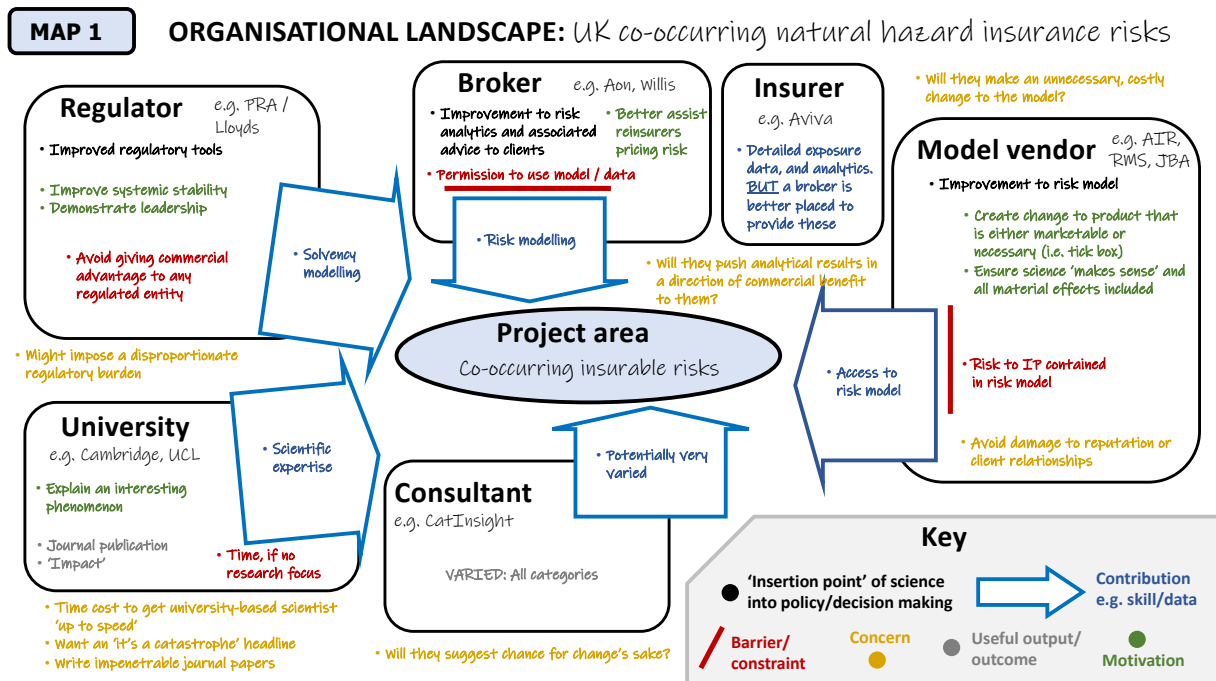 MAP 1
ORGANISATIONAL LANDSCAPE: UK co-occurring natural hazard insurance risks
Regulator
e.g. PRA /
Lloyds
• Improved regulatory tools
• Improve systemic stability
• Demonstrate leadership
• Avoid giving commercial
advantage to any
regulated entity
• Solvency
modelling
• Might impose a disproportionate
regulatory burden
Broker
e.g. Aon, Willis
• Improvement to risk
analytics and associated
advice to clients
• Better assist
reinsurers
pricing risk
• Permission to use model / data
• Risk modelling
• Will they push analytical results in
a direction of commercial benefit
to them?
Insurer
e.g. Aviva
• Detailed exposure
data, and analytics.
BUT a broker is
better placed to
provide these
• Will they make an unnecessary, costly
change to the model?
Model vendor
e.g. AIR,
RMS, JBA
• Improvement to risk model
• Create change to product that
is either marketable or
necessary (i.e. tick box)
• Ensure science 'makes sense' and
all material effects included
• Risk to IP contained
in risk model
• Access to
risk model
• Avoid damage to reputation or
client relationships
Project area
Co-occurring insurable risks
University
e.g. Cambridge, UCL
• Explain an interesting
phenomenon
• Journal publication
• 'Impact'
• Scientific
expertise
• Time, if no
research focus
• Time cost to get university-based scientist
'up to speed'
• Want an 'it's a catastrophe' headline
• Write impenetrable journal papers
Consultant
e.g. CatInsight
VARIED: All categories
• Potentially very
varied
• Will they suggest chance for change's sake?
Key
'Insertion point' of science
into policy/decision making
Contribution
e.g. skill/data
Barrier/
constraint
Concern
Useful output/
outcome
Motivation